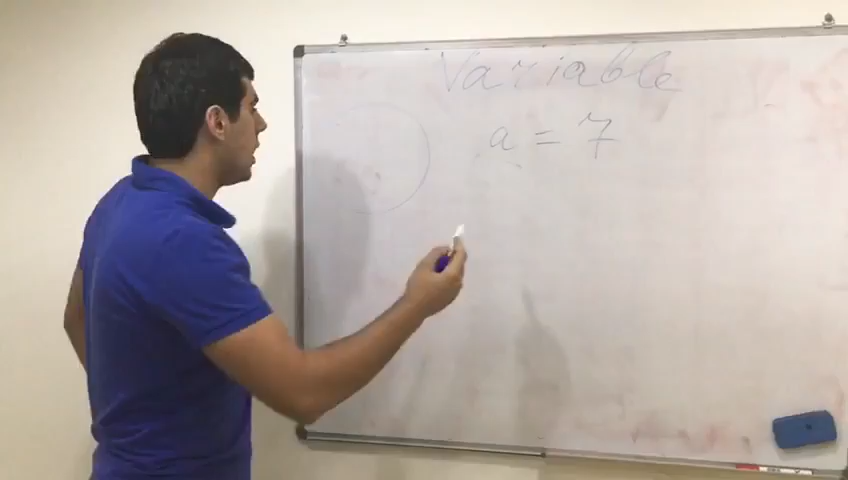 Variable
a = 7